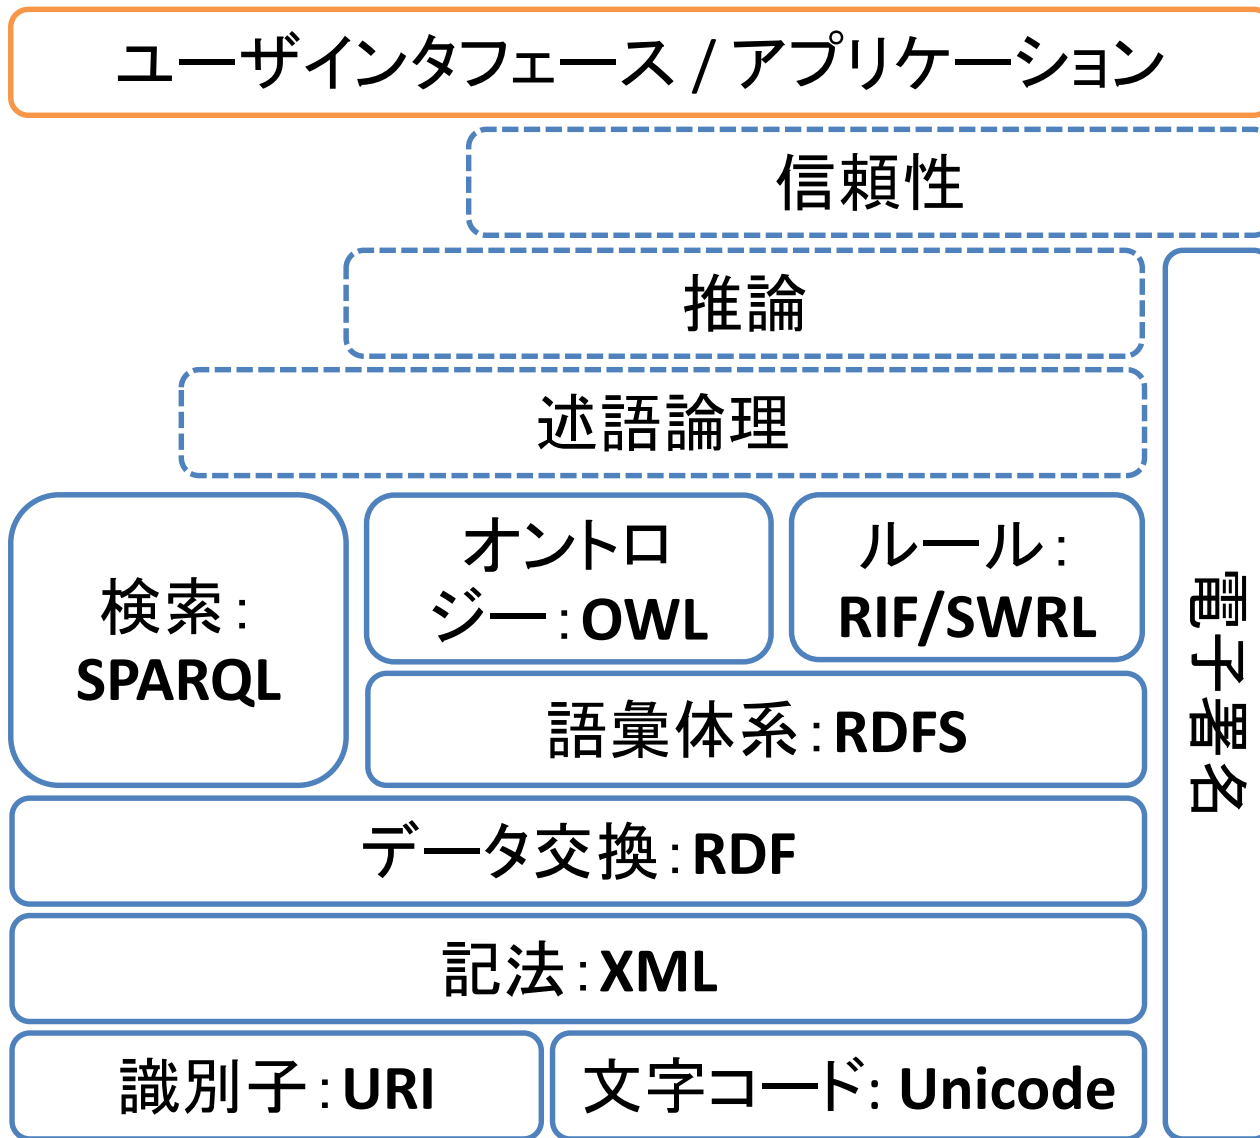 ユーザインタフェース / アプリケーション
信頼性
推論
述語論理
検索：
SPARQL
オントロ
ジー：OWL
ルール：
RIF/SWRL
語彙体系：RDFS
データ交換：RDF
記法：XML
識別子：URI
文字コード: Unicode
電子署名